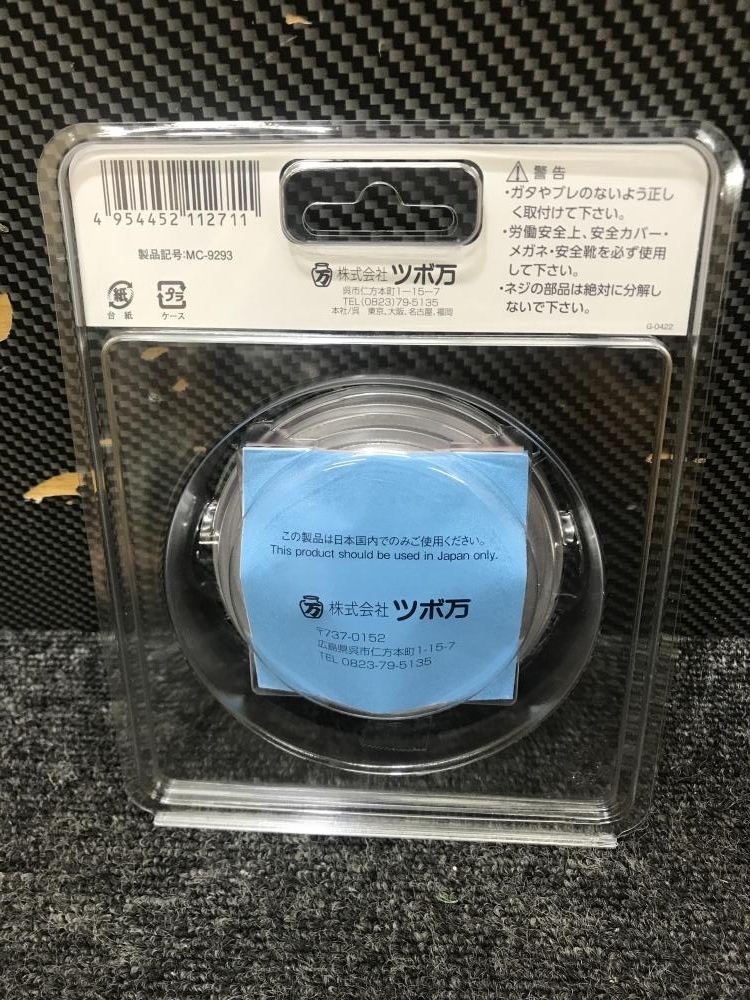 4 954452 112711
製品記号:MC-9293
紙
台紙
プラ
ケース
万 株式会社 ツボ万
呉市仁方本町1-15-7
TEL(0823)79-5135
本社/呉 東京、大阪、名古屋、福岡
警告
・ガタやブレのないよう正し
く取付けて下さい。
・労働安全上、安全カバー・
メガネ・安全靴を必ず使用
して下さい。
・ネジの部品は絶対に分解し
ないで下さい。
G-0422
この製品は日本国内でのみご使用ください。
This product should be used in Japan only.
万 株式会社 ツボ万
〒737-0152
広島県呉市仁方本町1-15-7
TEL 0823-79-5135